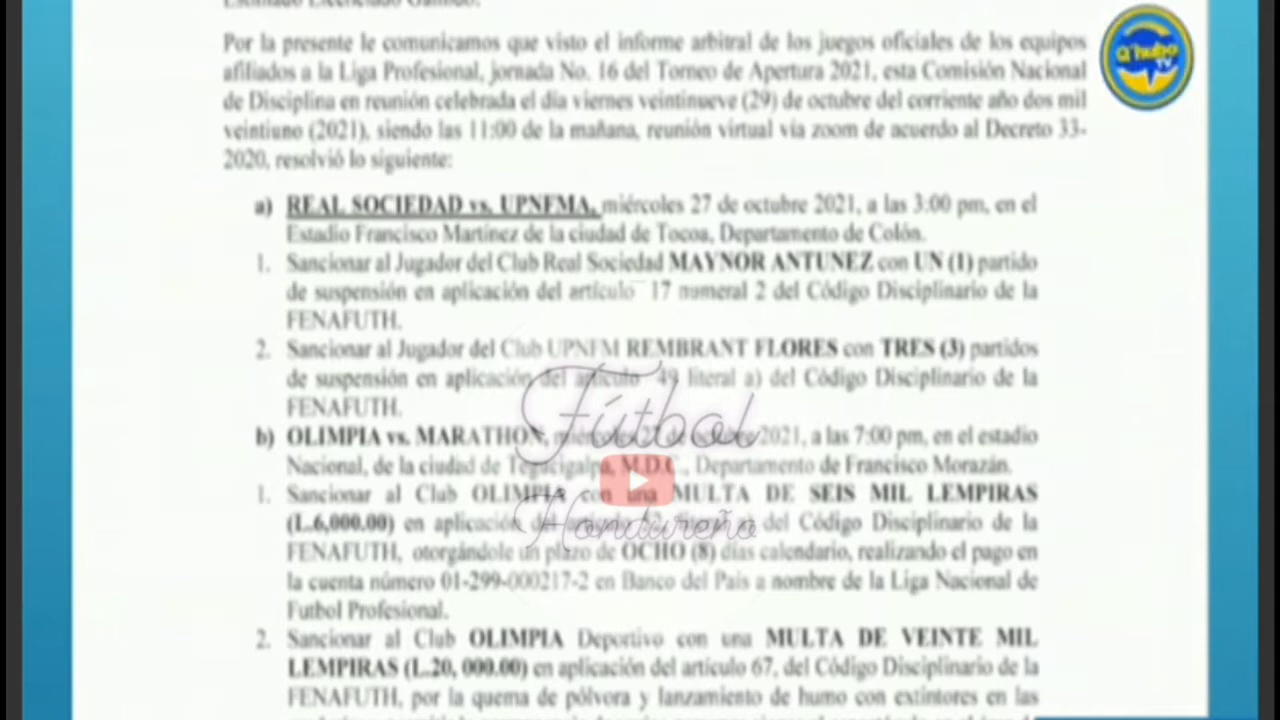 Estimado Licenciado Galindo:
Por la presente le comunicamos que visto el informe arbitral de los juegos oficiales de los equipos
afiliados a la Liga Profesional, jornada No. 16 del Torneo de Apertura 2021, esta Comisión Nacional
de Disciplina en reunión celebrada el día viernes veintinueve (29) de octubre del corriente año dos mil
veintiuno (2021), siendo las 11:00 de la mañana, reunión virtual via zoom de acuerdo al Decreto 33-
2020, resolvió lo siguiente:
Q'hubo
TV
a) REAL SOCIEDAD vs. UPNFMA, miércoles 27 de octubre 2021, a las 3:00 pm, en el
Estadio Francisco Martínez de la ciudad de Tocoa, Departamento de Colón.
1. Sancionar al Jugador del Club Real Sociedad MAYNOR ANTUNEZ con UN (1) partido
de suspensión en aplicación del artículo 17 numeral 2 del Código Disciplinario de la
FENAFUTH.
2. Sancionar al Jugador del Club UPNFM REMBRANT FLORES con TRES (3) partidos
de suspensión en aplicación del artículo 49 literal a) del Código Disciplinario de la
FENAFUTH.
b) OLIMPIA vs. MARATHON, miércoles 27 de octubre 2021, a las 7:00 pm, en el estadio
Nacional, de la ciudad de Tegucigalpa, M.D.C., Departamento de Francisco Morazán.
1. Sancionar al Club OLIMPIA con una MULTA DE SEIS MIL LEMPIRAS
(L.6,000.00) en aplicación del Código Disciplinario de la
FENAFUTH, otorgándole un plazo de OCHO (8) días calendario, realizando el pago en
la cuenta número 01-299-000217-2 en Banco del País a nombre de la Liga Nacional de
Futbol Profesional.
2. Sancionar al Club OLIMPIA Deportivo con una MULTA DE VEINTE MIL
LEMPIRAS (L.20, 000.00) en aplicación del artículo 67, del Código Disciplinario de la
FENAFUTH, por la quema de pólvora y lanzamiento de humo con extintores en las
Fútbol
Hondureño